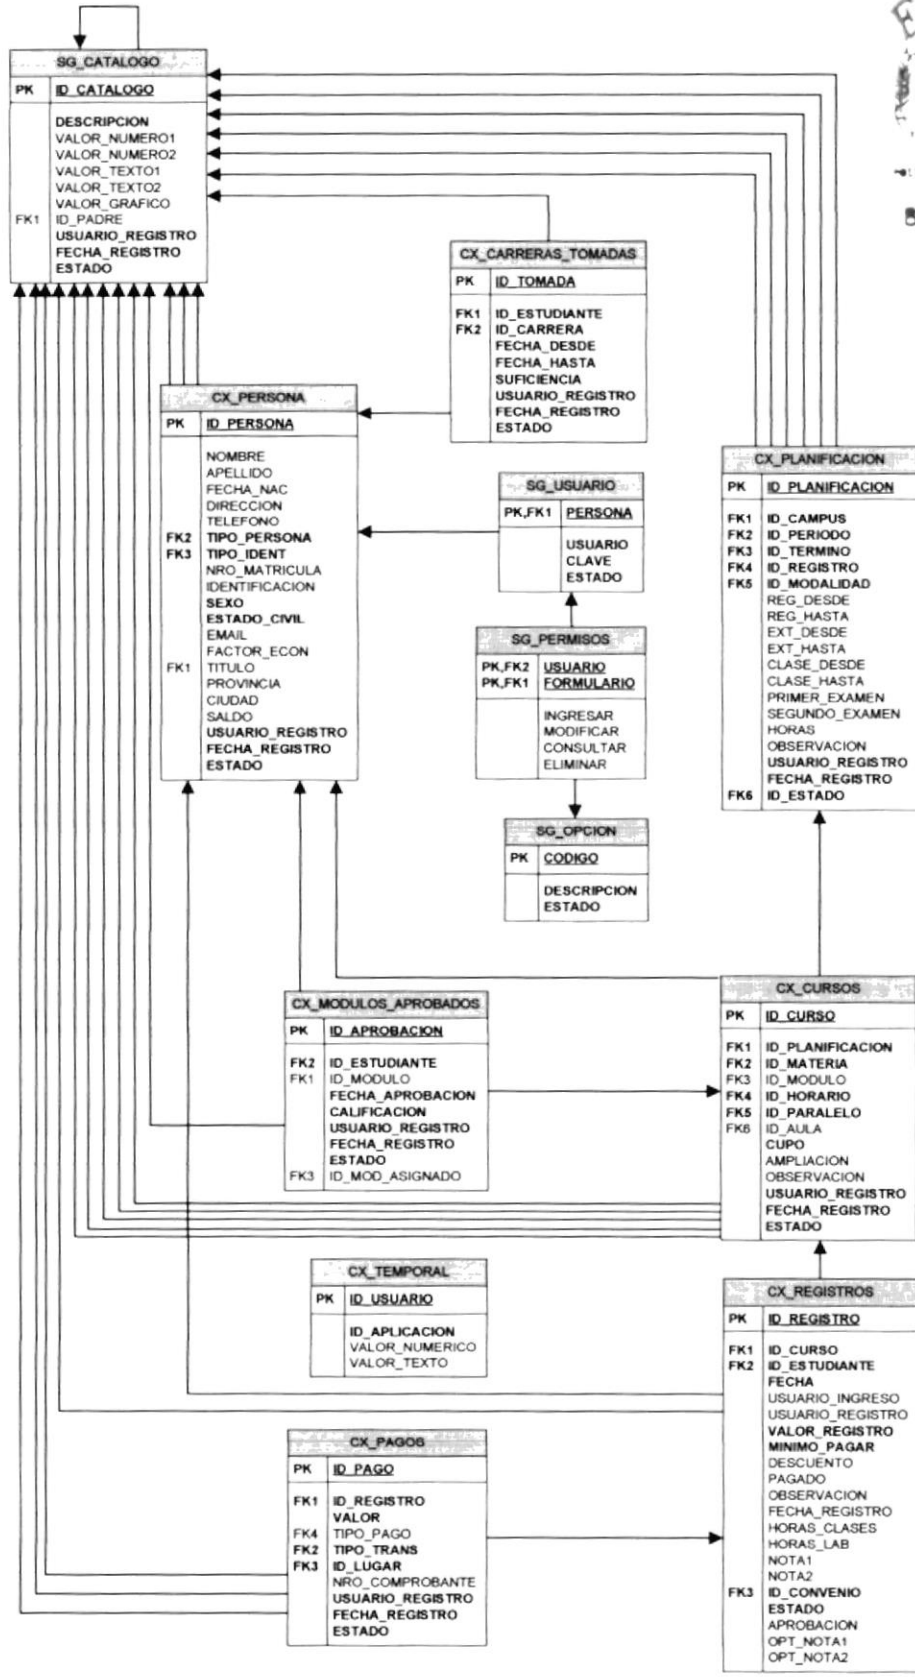 SG_CATALOGO
PK ID_CATALOGO
DESCRIPCION
VALOR_NUMERO1
VALOR_NUMERO2
VALOR_TEXTO1
VALOR_TEXTO2
VALOR_GRAFICO
FK1 ID_PADRE
USUARIO_REGISTRO
FECHA_REGISTRO
ESTADO
CX_CARRERAS_TOMADAS
PK ID_TOMADA
FK1 ID_ESTUDIANTE
FK2 ID_CARRERA
FECHA_DESDE
FECHA_HASTA
SUFICIENCIA
USUARIO_REGISTRO
FECHA_REGISTRO
ESTADO
CX_PERSONA
PK ID_PERSONA
NOMBRE
APELLIDO
FECHA_NAC
DIRECCION
TELEFONO
FK2 TIPO_PERSONA
FK3 TIPO_IDENT
NRO_MATRICULA
IDENTIFICACION
SEXO
ESTADO_CIVIL
EMAIL
FACTOR_ECON
FK1 TITULO
PROVINCIA
CIUDAD
SALDO
USUARIO_REGISTRO
FECHA_REGISTRO
ESTADO
SG_USUARIO
PK,FK1 PERSONA
USUARIO
CLAVE
ESTADO
SG_PERMISOS
PK,FK2 USUARIO
PK,FK1 FORMULARIO
INGRESAR
MODIFICAR
CONSULTAR
ELIMINAR
SG_OPCION
PK CODIGO
DESCRIPCION
ESTADO
CX_PLANIFICACION
PK ID_PLANIFICACION
FK1 ID_CAMPUS
FK2 ID_PERIODO
FK3 ID_TERMINO
FK4 ID_REGISTRO
FK5 ID_MODALIDAD
REG_DESDE
REG_HASTA
EXT_DESDE
EXT_HASTA
CLASE_DESDE
CLASE_HASTA
PRIMER_EXAMEN
SEGUNDO_EXAMEN
HORAS
OBSERVACION
USUARIO_REGISTRO
FECHA_REGISTRO
FK6 ID_ESTADO
CX_MODULOS_APROBADOS
PK ID_APROBACION
FK2 ID_ESTUDIANTE
FK1 ID_MODULO
FECHA_APROBACION
CALIFICACION
USUARIO_REGISTRO
FECHA_REGISTRO
ESTADO
FK3 ID_MOD_ASIGNADO
CX_CURSOS
PK ID_CURSO
FK1 ID_PLANIFICACION
FK2 ID_MATERIA
FK3 ID_MODULO
FK4 ID_HORARIO
FK5 ID_PARALELO
FK6 ID_AULA
CUPO
AMPLIACION
OBSERVACION
USUARIO_REGISTRO
FECHA_REGISTRO
ESTADO
CX_TEMPORAL
PK ID_USUARIO
ID_APLICACION
VALOR_NUMERICO
VALOR_TEXTO
CX_REGISTROS
PK ID_REGISTRO
FK1 ID_CURSO
FK2 ID_ESTUDIANTE
FECHA
USUARIO_INGRESO
USUARIO_REGISTRO
VALOR_REGISTRO
MINIMO_PAGAR
DESCUENTO
PAGADO
OBSERVACION
FECHA_REGISTRO
HORAS_CLASES
HORAS_LAB
NOTA1
NOTA2
FK3 ID_CONVENIO
ESTADO
APROBACION
OPT_NOTA1
OPT_NOTA2
CX_PAGOS
PK ID_PAGO
FK1 ID_REGISTRO
VALOR
FK4 TIPO_PAGO
FK2 TIPO_TRANS
FK3 ID_LUGAR
NRO_COMPROBANTE
USUARIO_REGISTRO
FECHA_REGISTRO
ESTADO